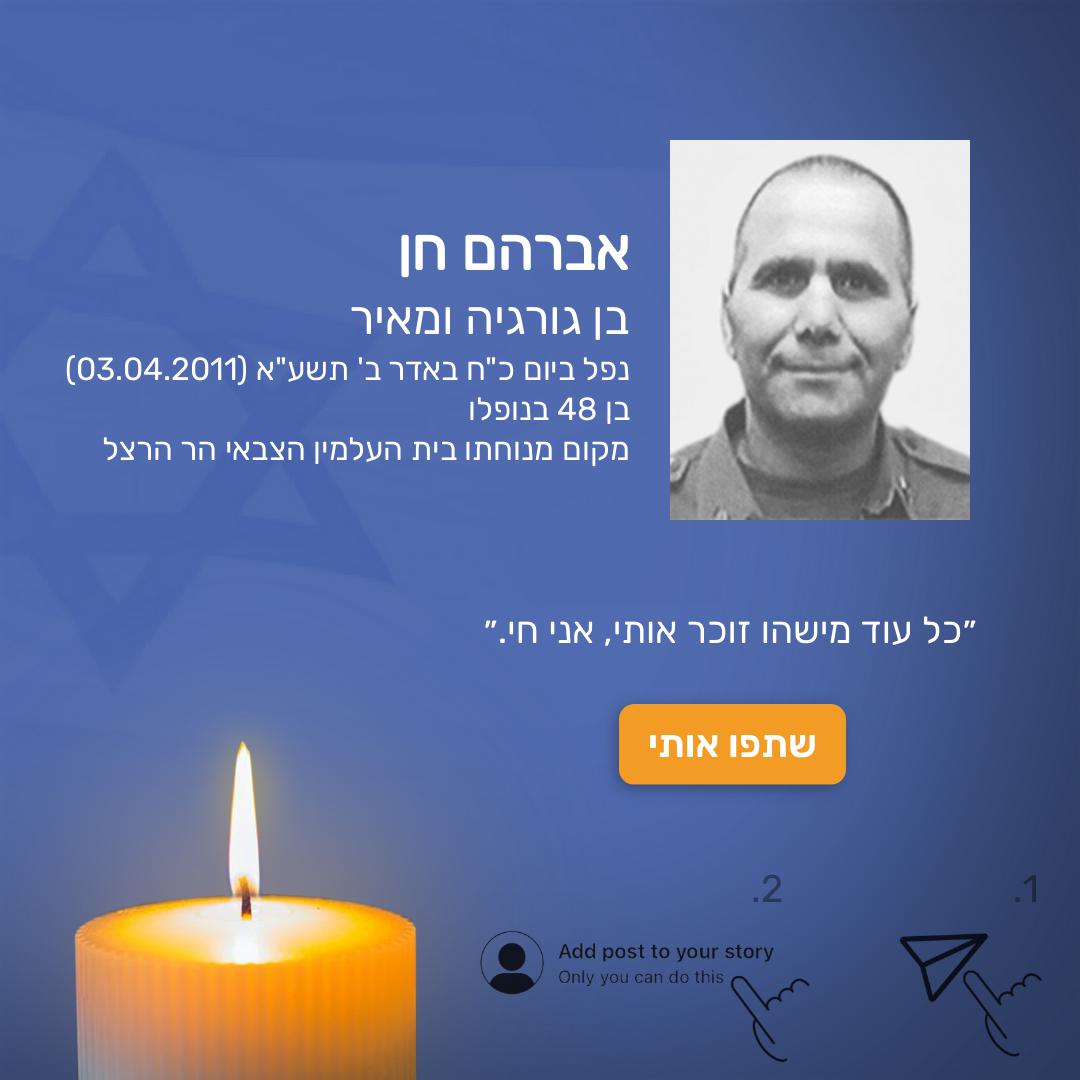 אברהם חן
בן גורגיה ומאיר
נפל ביום כ"ח באדר ב' תשע"א (03.04.2011)
בן 48 בנופלו
מקום מנוחתו בית העלמין הצבאי הר הרצל
״כל עוד מישהו זוכר אותי, אני חי.״
שתפו אותי
.1
.2
Add post to your story
Only you can do this